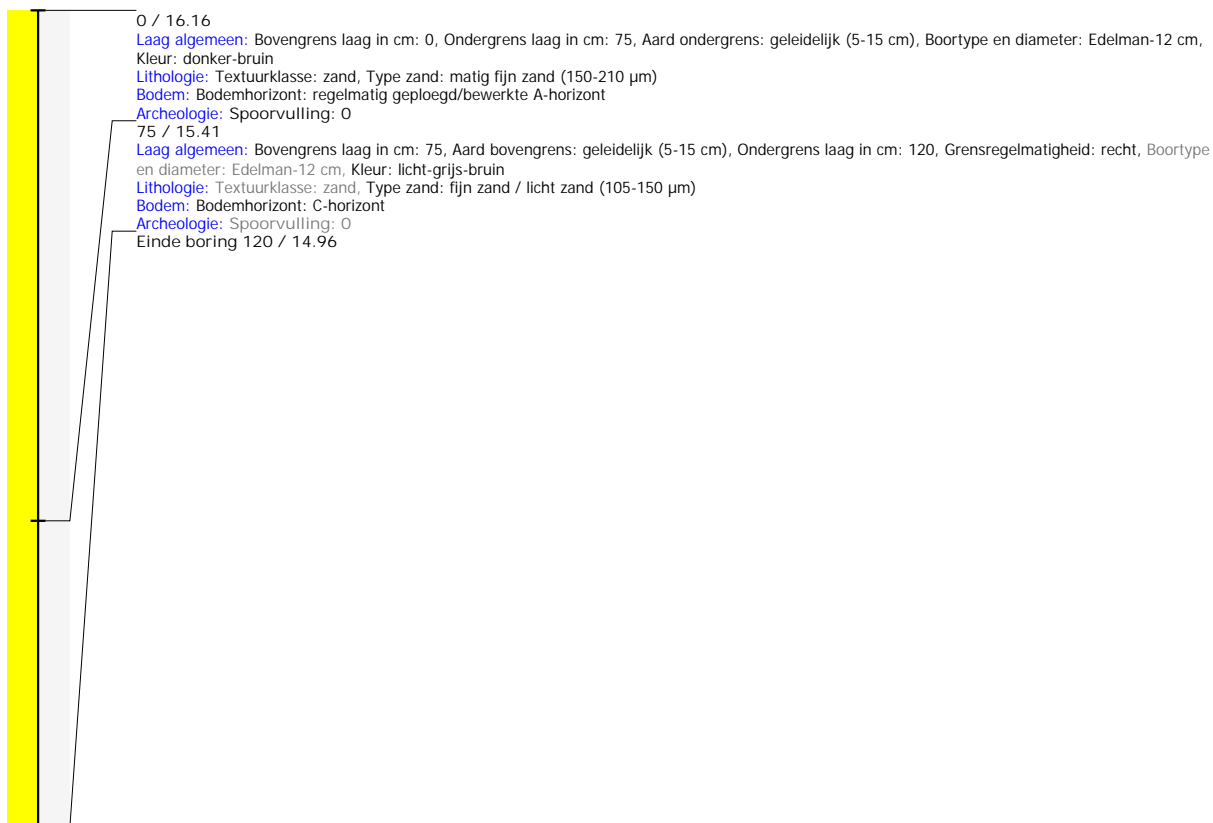 0 / 16.16
Laag algemeen: Bovengrens laag in cm: 0, Ondergrens laag in cm: 75, Aard ondergrens: geleidelijk (5-15 cm), Boortype en diameter: Edelman-12 cm,
Kleur: donker-bruin
Lithologie: Textuurklasse: zand, Type zand: matig fijn zand (150-210 µm)
Bodem: Bodemhorizont: regelmatig geploegd/bewerkte A-horizont
Archeologie: Spoorvulling: 0
75 / 15.41
Laag algemeen: Bovengrens laag in cm: 75, Aard bovengrens: geleidelijk (5-15 cm), Ondergrens laag in cm: 120, Grensregelmatigheid: recht, Boortype
en diameter: Edelman-12 cm, Kleur: licht-grijs-bruin
Lithologie: Textuurklasse: zand, Type zand: fijn zand / licht zand (105-150 µm)
Bodem: Bodemhorizont: C-horizont
Archeologie: Spoorvulling: 0
Einde boring 120 / 14.96